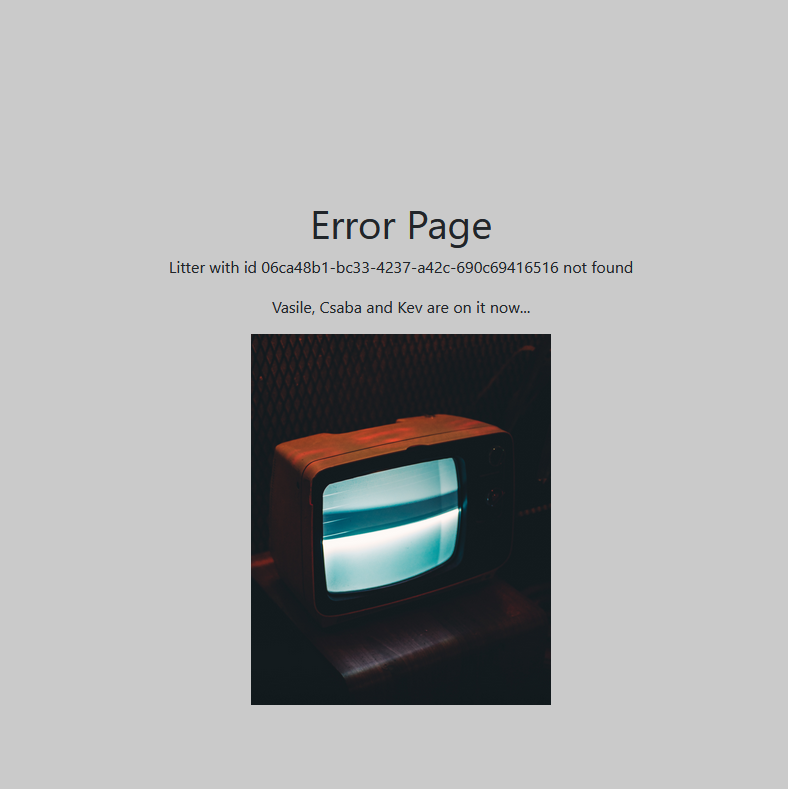 Error Page
Litter with id 06ca48b1-bc33-4237-a42c-690c69416516 not found
Vasile, Csaba and Kev are on it now...